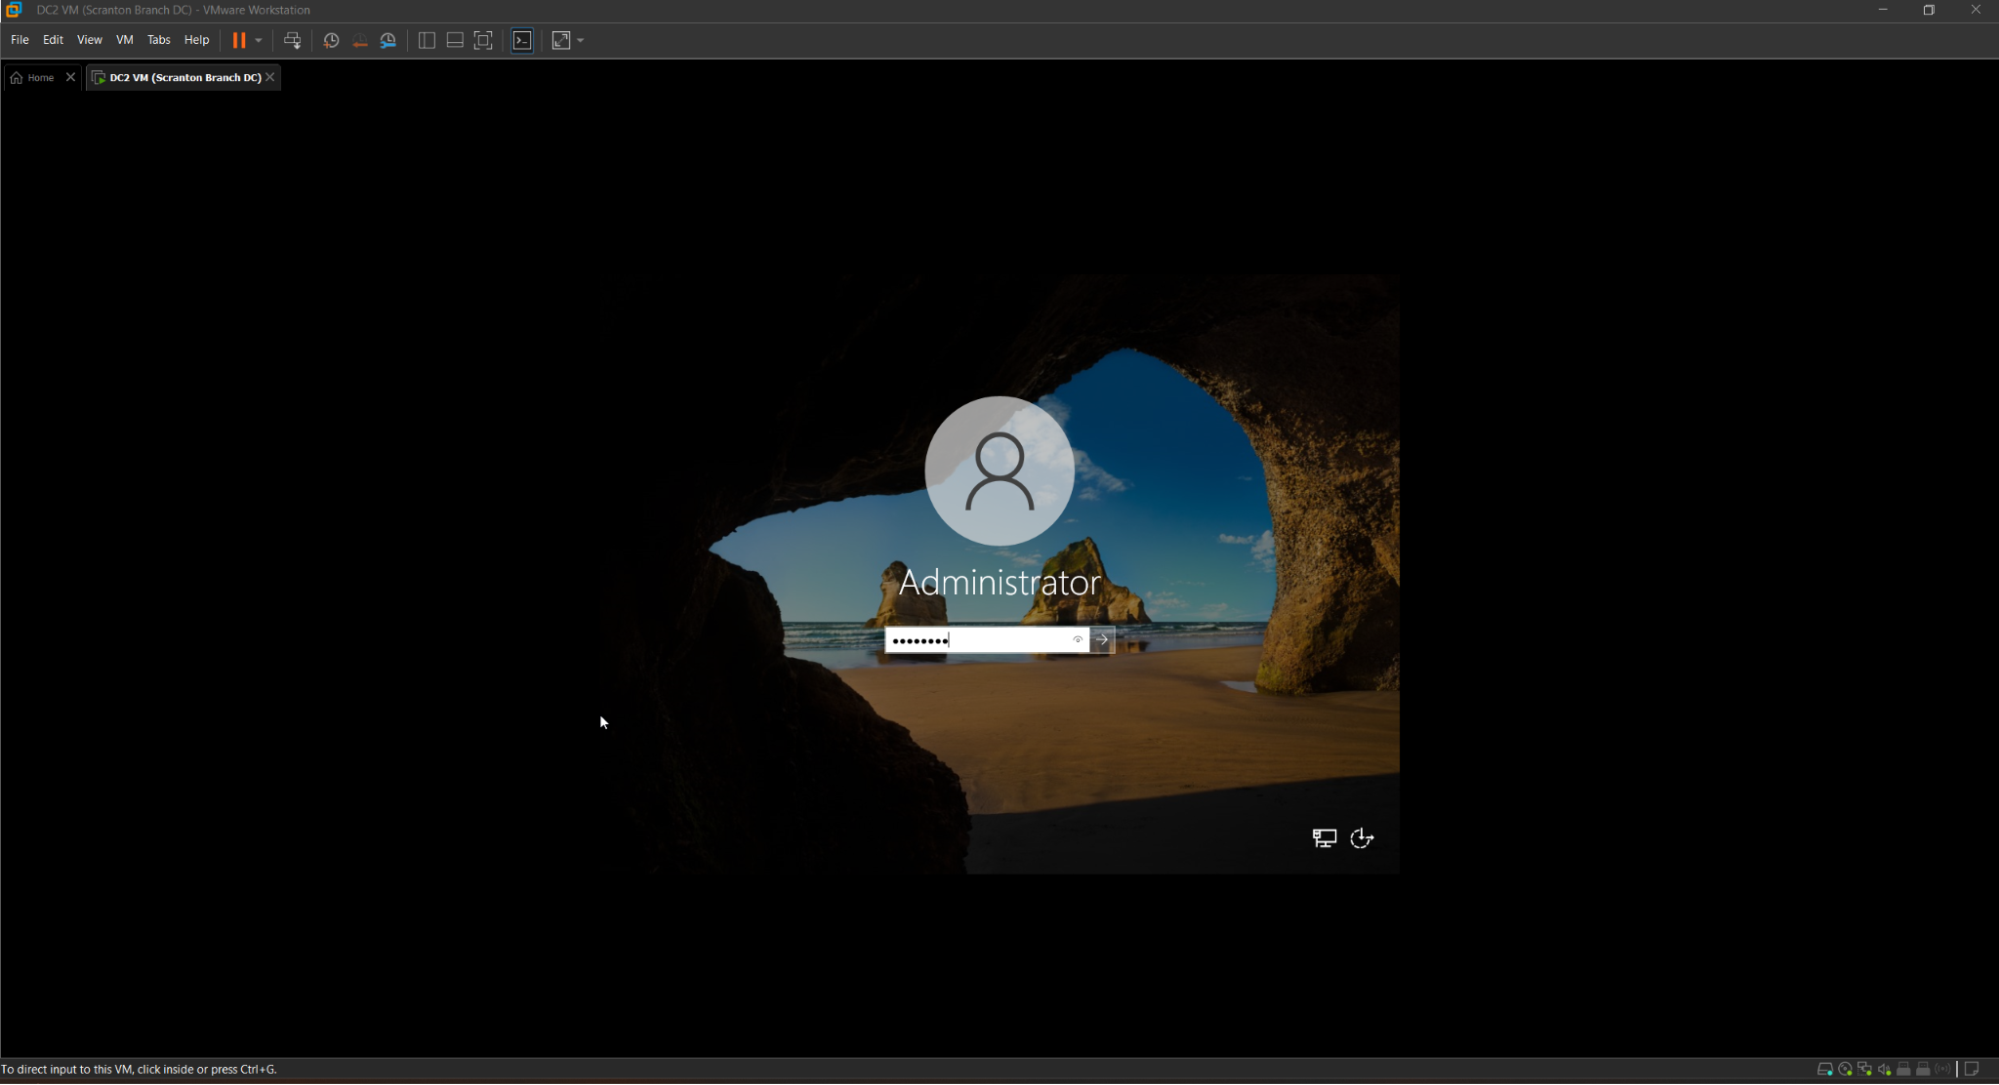 DC2 VM (Scranton Branch DC) - VMware Workstation
File Edit View VM Tabs Help
Home DC2 VM (Scranton Branch DC)
Administrator
To direct input to this VM, click inside or press Ctrl+G.